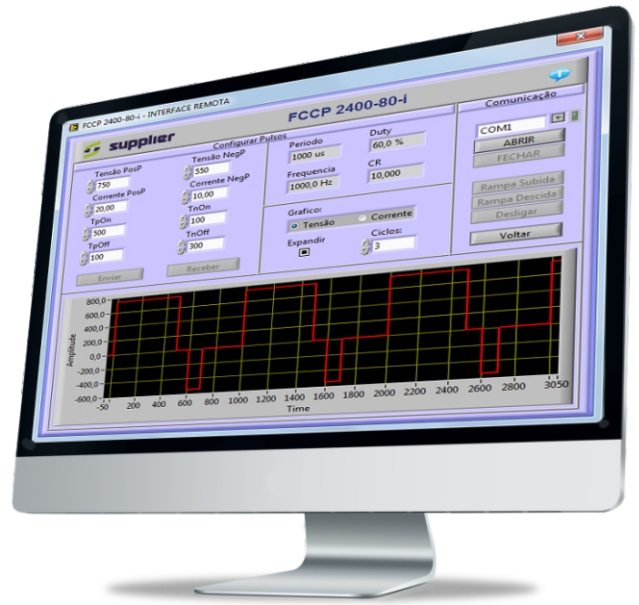 FCCP 2400-80-i - INTERFACE REMOTA
supplier
FCCP 2400-80-i
Configurar Pulsos
Tensão PosP
750
Corrente PosP
20,00
TpOn
500
TpOff
100
Enviar
Tensão NegP
550
Corrente NegP
10,00
TnOn
100
TnOff
300
Receber
Periodo
1000 us
Duty
60,0 %
Frequencia
1000,0 Hz
CR
10,000
Grafico:
Tensão
Corrente
Expandir
Ciclos:
3
Comunicação
COM1
ABRIR
FECHAR
Rampa Subida
Rampa Descida
Desligar
Voltar
Amplitude
800,0
600,0
400,0
200,0
0,0
-200,0
-400,0
-600,0
-50 200 400 600 800 1000 1200 1400 1600 1800 2000 2200 2400 2600 2800 3050
Time